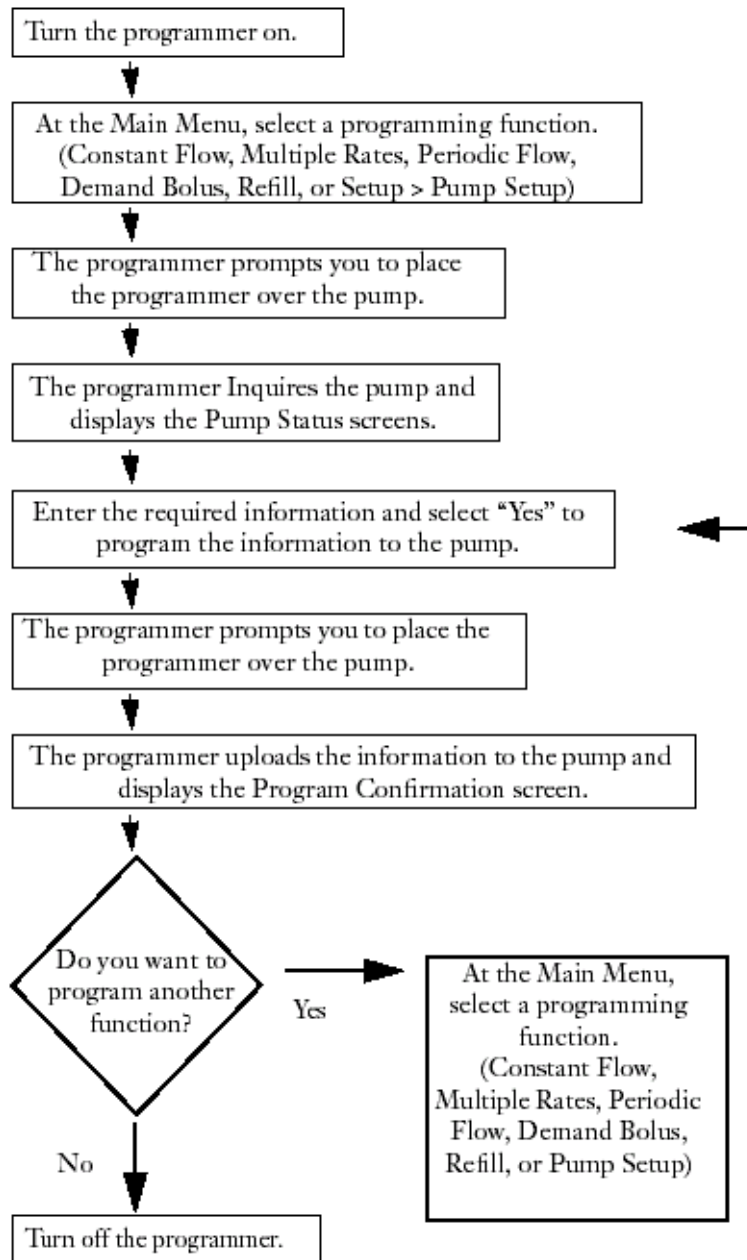 Turn the programmer on.
At the Main Menu, select a programming function.
(Constant Flow, Multiple Rates, Periodic Flow,
Demand Bolus, Refill, or Setup > Pump Setup)
The programmer prompts you to place
the programmer over the pump.
The programmer Inquires the pump and
displays the Pump Status screens.
Enter the required information and select “Yes” to
program the information to the pump.
The programmer prompts you to place the
programmer over the pump.
The programmer uploads the information to the pump and
displays the Program Confirmation screen.
Do you want to
program another
function?
Yes
At the Main Menu,
select a programming
function.
(Constant Flow,
Multiple Rates, Periodic
Flow, Demand Bolus,
Refill, or Pump Setup)
No
Turn off the programmer.